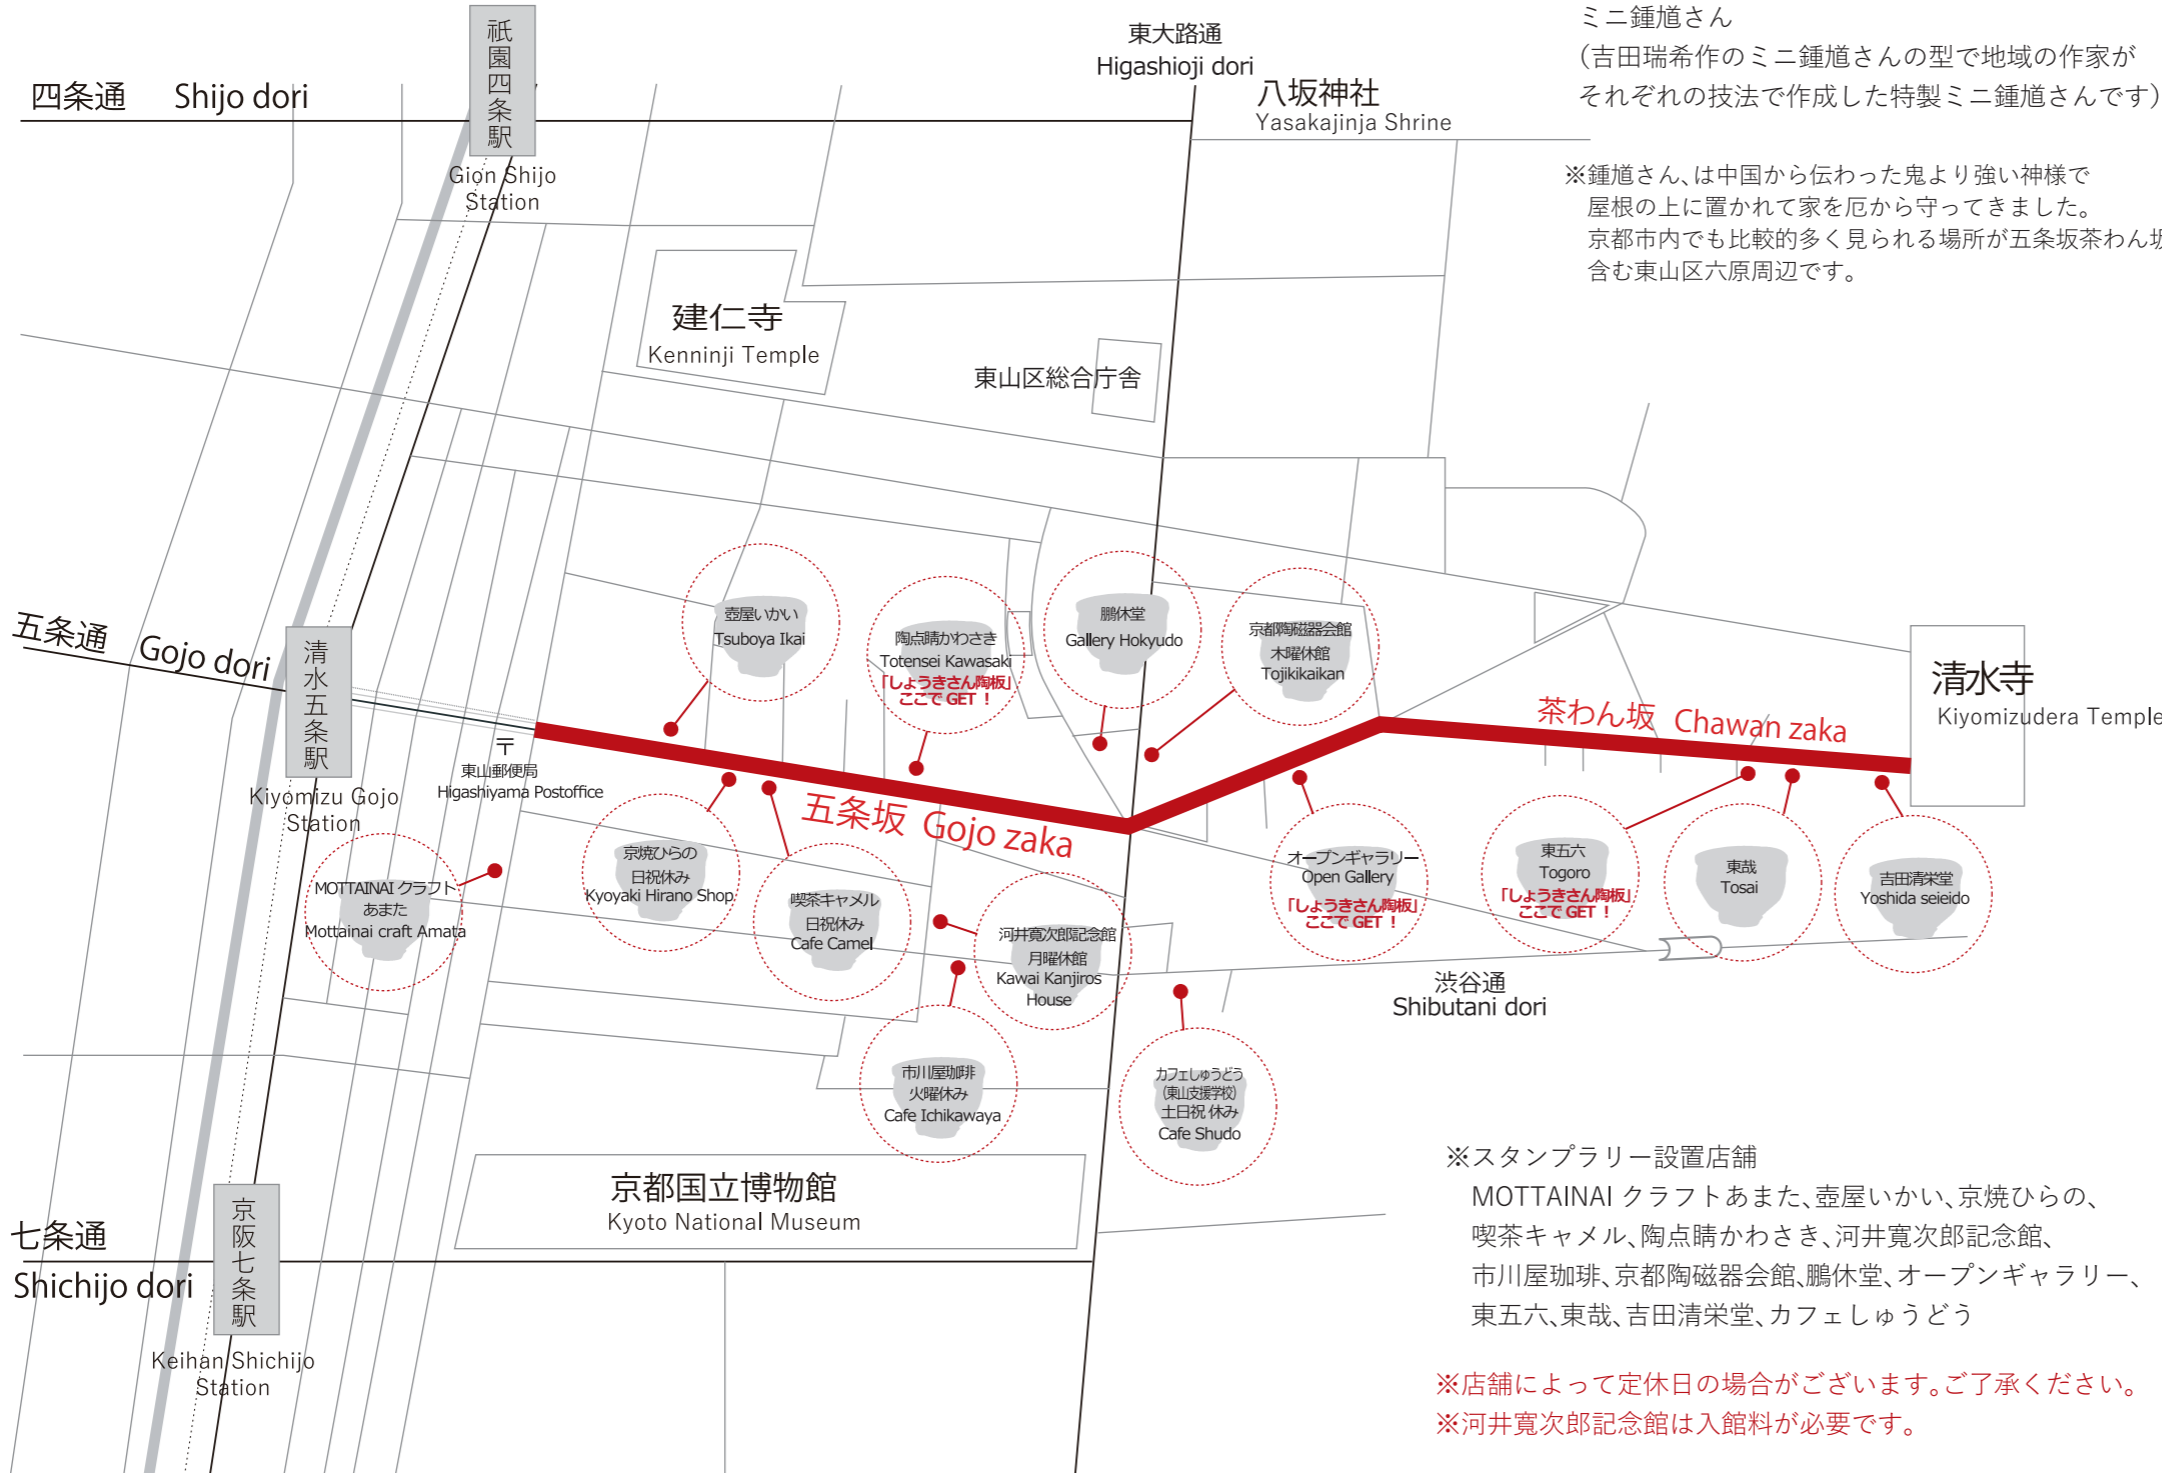 ミニ鍾馗さん
(吉田瑞希作のミニ鍾馗さんの型で地域の作家が
それぞれの技法で作成した特製ミニ鍾馗さんです)
※鍾馗さん、は中国から伝わった鬼より強い神様で
屋根の上に置かれて家を厄から守ってきました。
京都市内でも比較的多く見られる場所が五条坂茶わん坂
含む東山区六原周辺です。
祇園四条駅
Gion Shijo
Station
四条通 Shijo dori
東大路通
Higashioji dori
八坂神社
Yasakajinja Shrine
建仁寺
Kenninji Temple
東山区総合庁舎
五条通 Gojo dori
清水五条駅
Kiyomizu Gojo
Station
〒
東山郵便局
Higashiyama Postoffice
壺屋いかい
Tsuboya Ikai
陶点睛かわさき
Totensei Kawasaki
「しょうきさん陶板」
ここで GET !
鵬休堂
Gallery Hokyudo
京都陶磁器会館
木曜休館
Tojikikaikan
茶わん坂 Chawan zaka
清水寺
Kiyomizudera Temple
五条坂 Gojo zaka
MOTTAINAI クラフト
あまた
Mottainai craft Amata
京焼ひらの
日祝休み
Kyoyaki Hirano Shop
喫茶キャメル
日祝休み
Cafe Camel
河井寛次郎記念館
月曜休館
Kawai Kanjiros
House
オープンギャラリー
Open Gallery
「しょうきさん陶板」
ここで GET !
東五六
Togoro
「しょうきさん陶板」
ここで GET !
東哉
Tosai
吉田清栄堂
Yoshida seieido
渋谷通
Shibutani dori
市川屋珈琲
火曜休み
Cafe Ichikawaya
カフェしゅうどう
(東山支援学校)
土日祝 休み
Cafe Shudo
京都国立博物館
Kyoto National Museum
七条通
Shichijo dori
京阪七条駅
Keihan Shichijo
Station
※スタンプラリー設置店舗
MOTTAINAI クラフトあまた、壺屋いかい、京焼ひらの、
喫茶キャメル、陶点睛かわさき、河井寛次郎記念館、
市川屋珈琲、京都陶磁器会館、鵬休堂、オープンギャラリー、
東五六、東哉、吉田清栄堂、カフェしゅうどう
※店舗によって定休日の場合がございます。ご了承ください。
※河井寛次郎記念館は入館料が必要です。